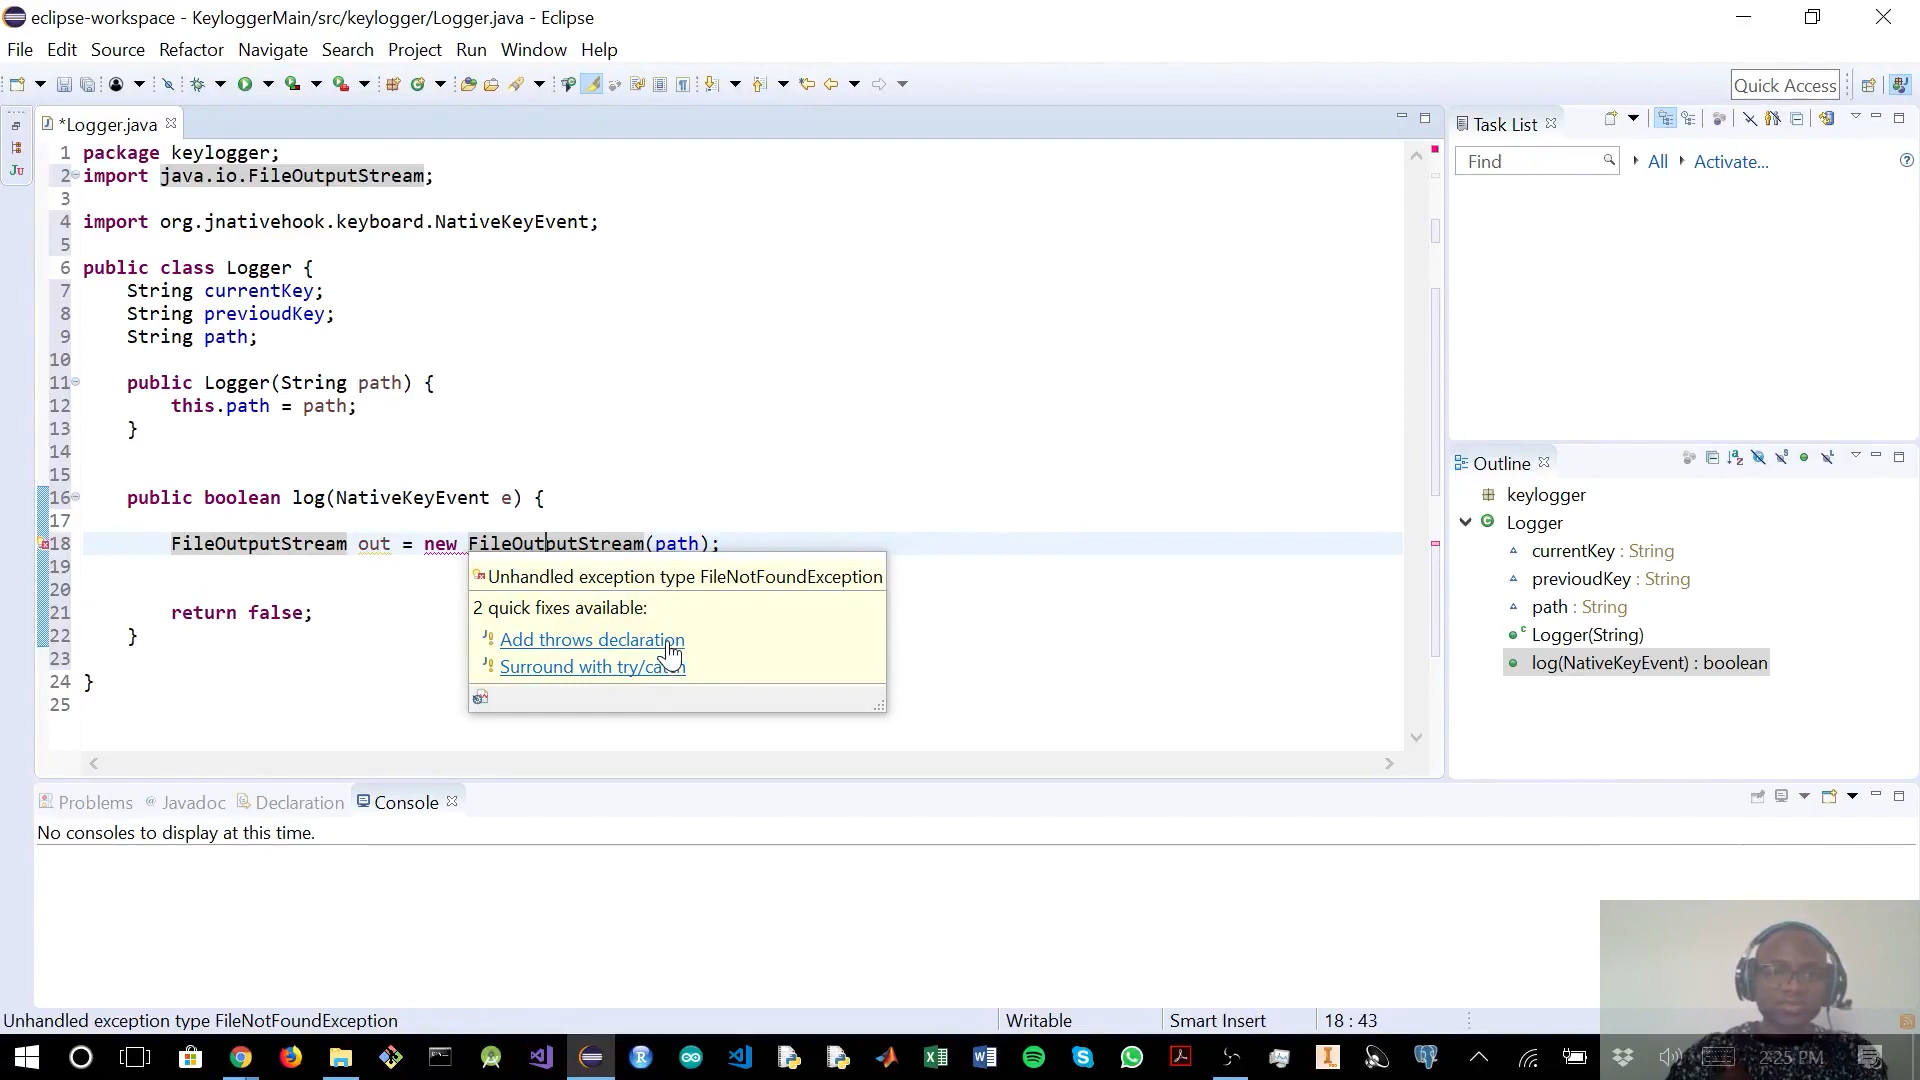 eclipse-workspace - KeyloggerMain/src/keylogger/Logger.java - Eclipse
File Edit Source Refactor Navigate Search Project Run Window Help
Quick Access
*Logger.java
1 package keylogger;
2 import java.io.FileOutputStream;
3
4 import org.jnativehook.keyboard.NativeKeyEvent;
5
6 public class Logger {
7 String currentKey;
8 String previoudKey;
9 String path;
10
11 public Logger(String path) {
12 this.path = path;
13 }
14
15
16 public boolean log(NativeKeyEvent e) {
17
18 FileOutputStream out = new FileOutputStream(path);
19
20
21 return false;
22 }
23
24 }
25
Unhandled exception type FileNotFoundException
2 quick fixes available:
Add throws declaration
Surround with try/catch
Task List
Find All Activate...
Outline
keylogger
Logger
currentKey : String
previoudKey : String
path : String
Logger(String)
log(NativeKeyEvent) : boolean
Problems Javadoc Declaration Console
No consoles to display at this time.
Unhandled exception type FileNotFoundException Writable Smart Insert 18 : 43
2:25 PM